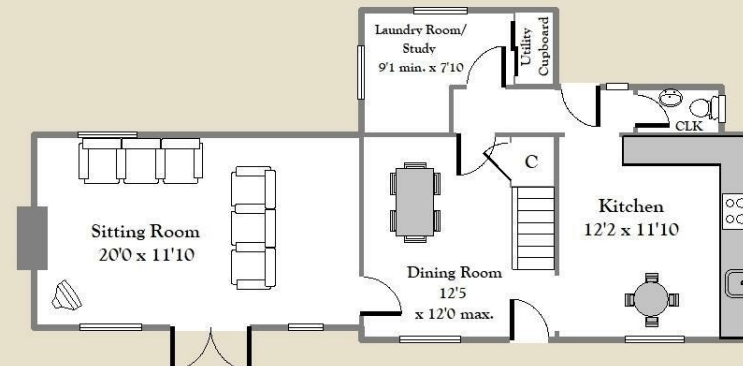 Laundry Room/
Study
9'1 min. x 7'10
Utility
Cupboard
CLK
C
Sitting Room
20'0 x 11'10
Kitchen
12'2 x 11'10
Dining Room
12'5
x 12'0 max.